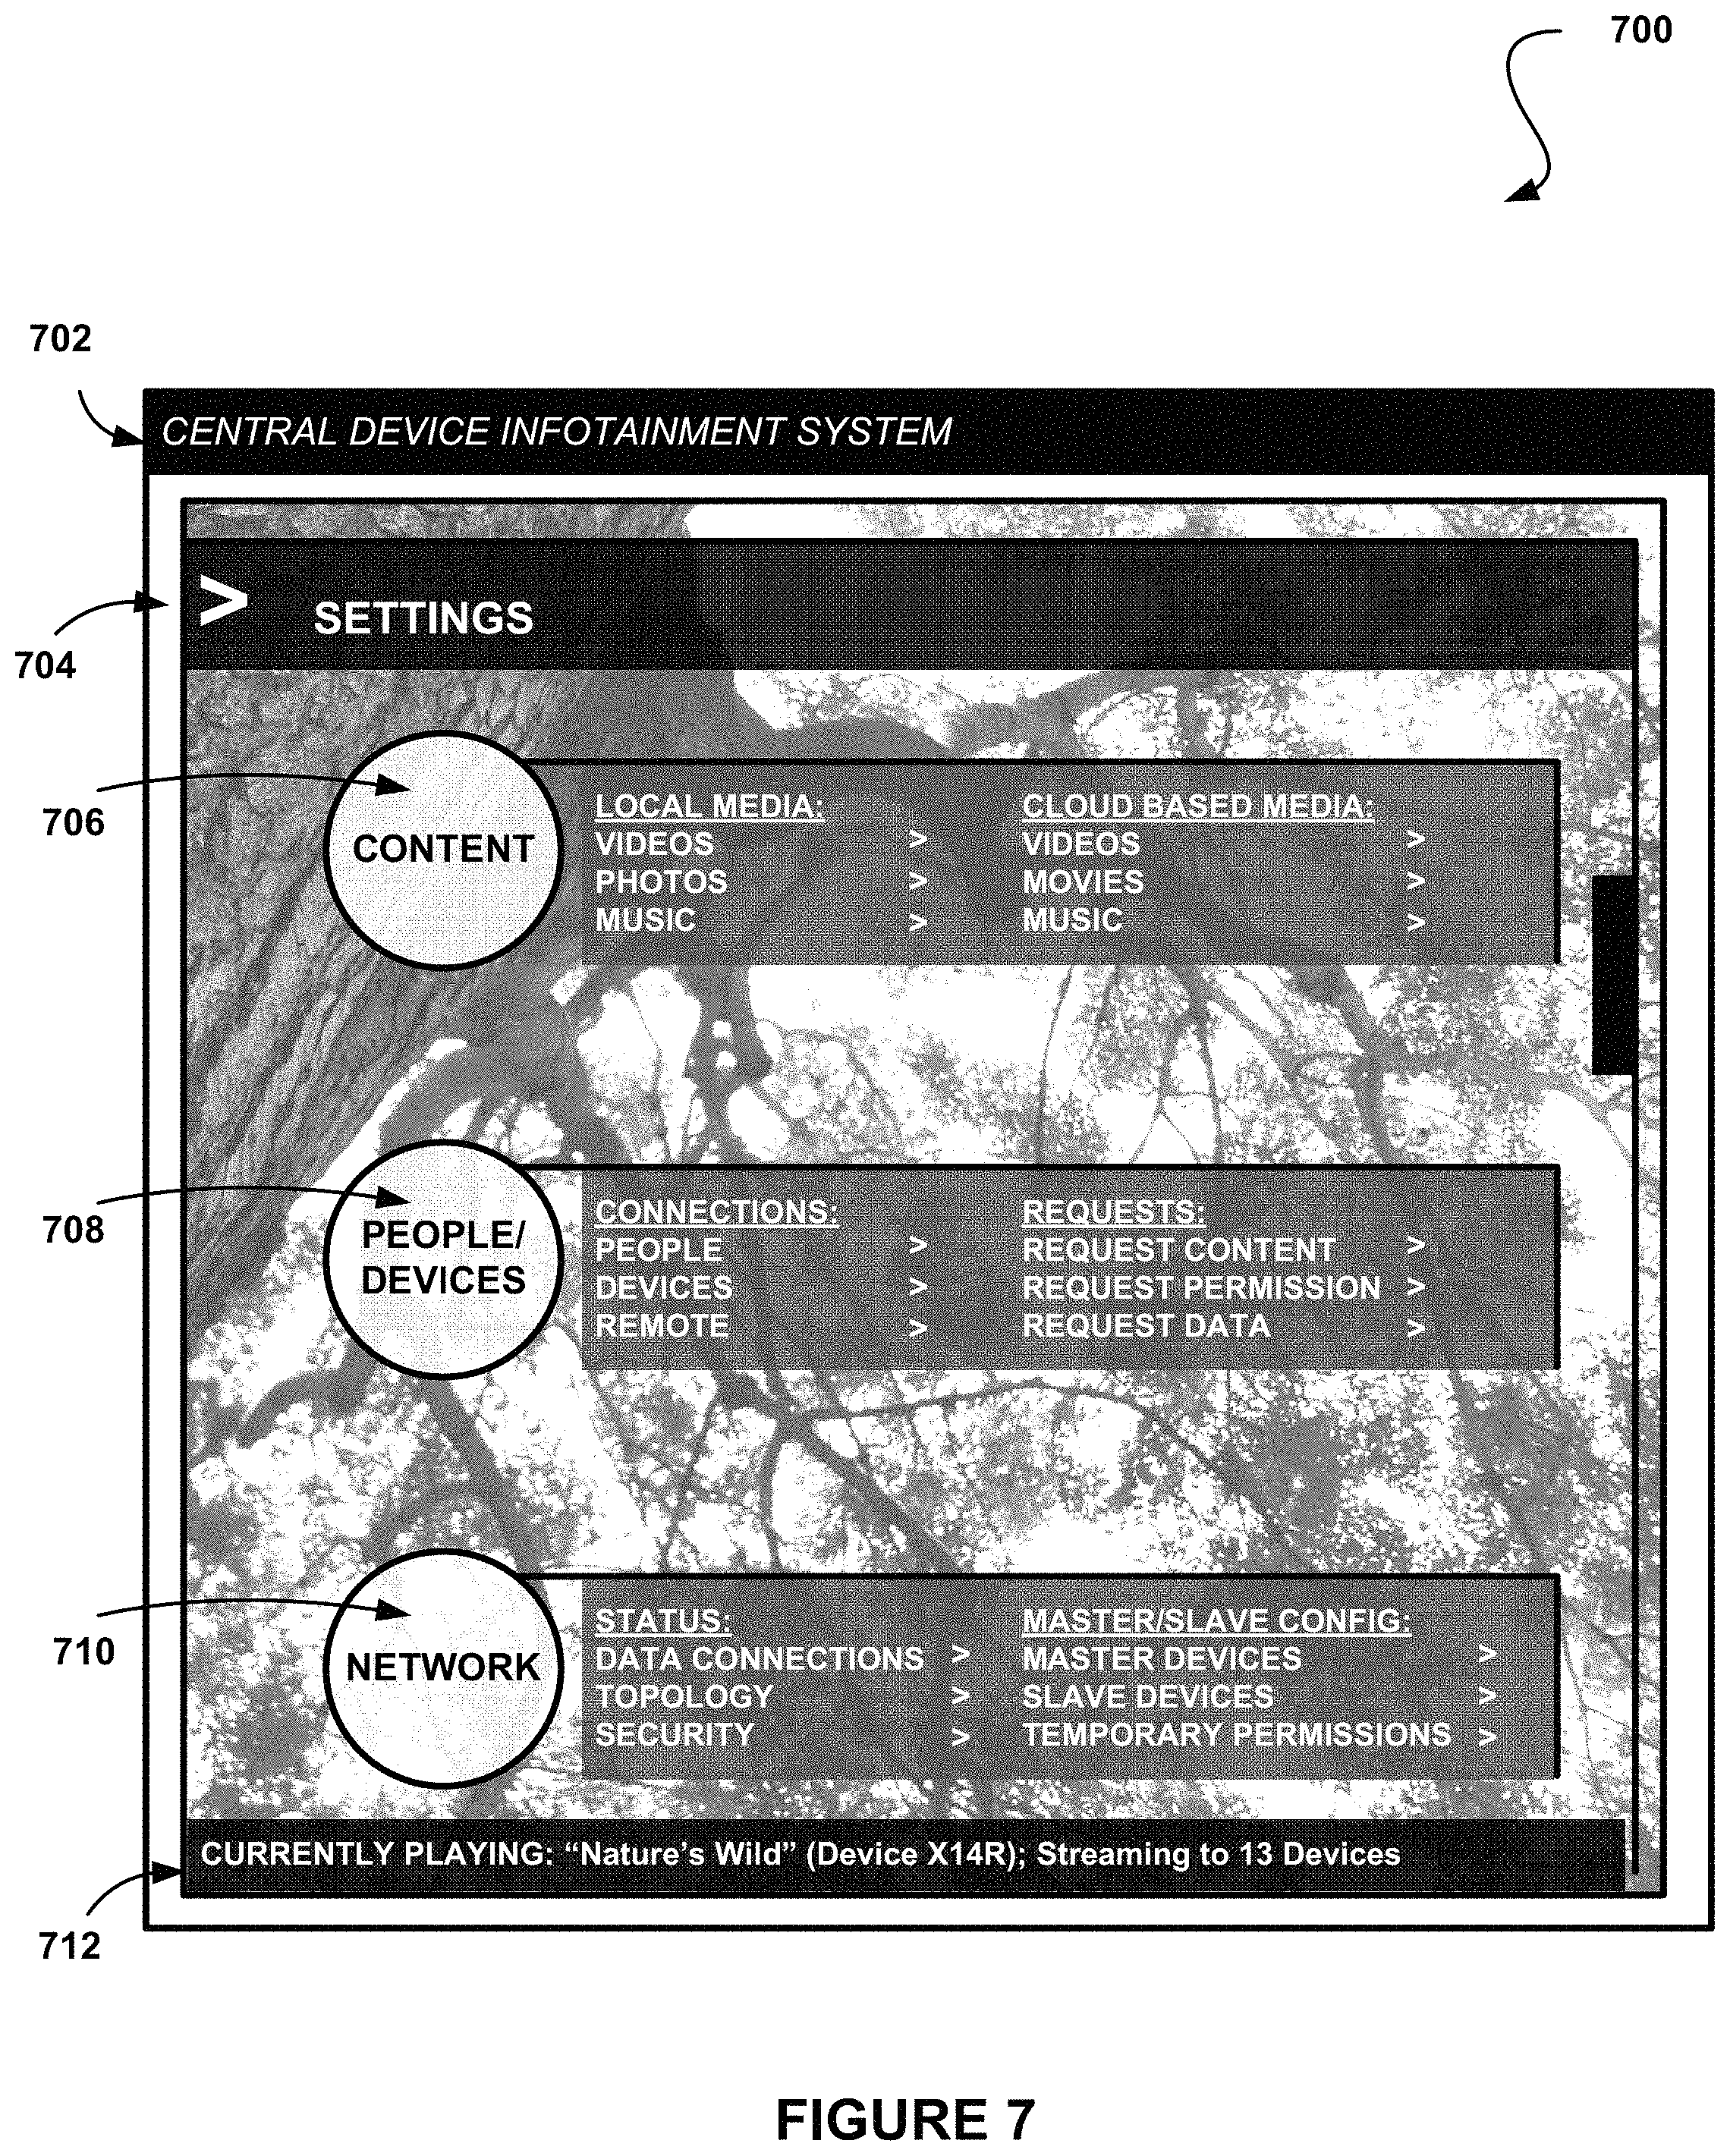 700
702
CENTRAL DEVICE INFOTAINMENT SYSTEM
704
> SETTINGS
706
CONTENT
LOCAL MEDIA:
VIDEOS >
PHOTOS >
MUSIC >
CLOUD BASED MEDIA:
VIDEOS >
MOVIES >
MUSIC >
708
PEOPLE/
DEVICES
CONNECTIONS:
PEOPLE >
DEVICES >
REMOTE >
REQUESTS:
REQUEST CONTENT >
REQUEST PERMISSION >
REQUEST DATA >
710
NETWORK
STATUS:
DATA CONNECTIONS >
TOPOLOGY >
SECURITY >
MASTER/SLAVE CONFIG:
MASTER DEVICES >
SLAVE DEVICES >
TEMPORARY PERMISSIONS >
CURRENTLY PLAYING: “Nature’s Wild” (Device X14R); Streaming to 13 Devices
712
FIGURE 7